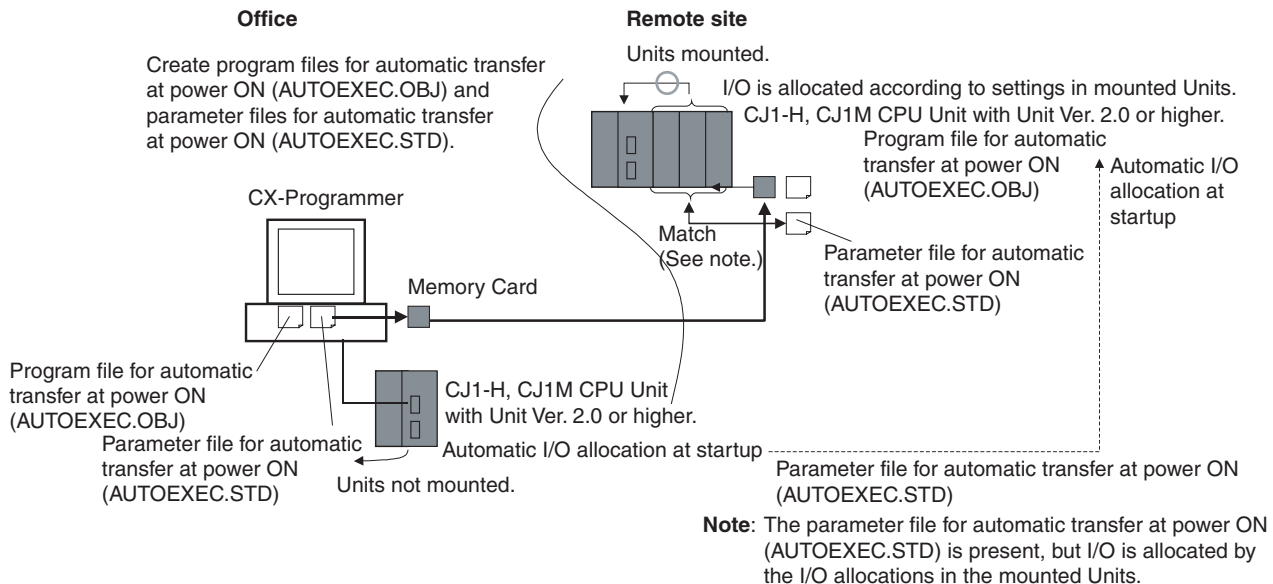 Office
Remote site
Create program files for automatic transfer
at power ON (AUTOEXEC.OBJ) and
parameter files for automatic transfer
at power ON (AUTOEXEC.STD).
Units mounted.
I/O is allocated according to settings in mounted Units.
CJ1-H, CJ1M CPU Unit with Unit Ver. 2.0 or higher.
Program file for automatic
transfer at power ON
(AUTOEXEC.OBJ)
Automatic I/O
allocation at
startup
CX-Programmer
Match
(See note.)
Parameter file for automatic
transfer at power ON
(AUTOEXEC.STD)
Memory Card
Program file for automatic
transfer at power ON
(AUTOEXEC.OBJ)
Parameter file for automatic
transfer at power ON
(AUTOEXEC.STD)
CJ1-H, CJ1M CPU Unit
with Unit Ver. 2.0 or higher.
Automatic I/O allocation at startup
Units not mounted.
Parameter file for automatic transfer at power ON
(AUTOEXEC.STD)
Note: The parameter file for automatic transfer at power ON
(AUTOEXEC.STD) is present, but I/O is allocated by
the I/O allocations in the mounted Units.